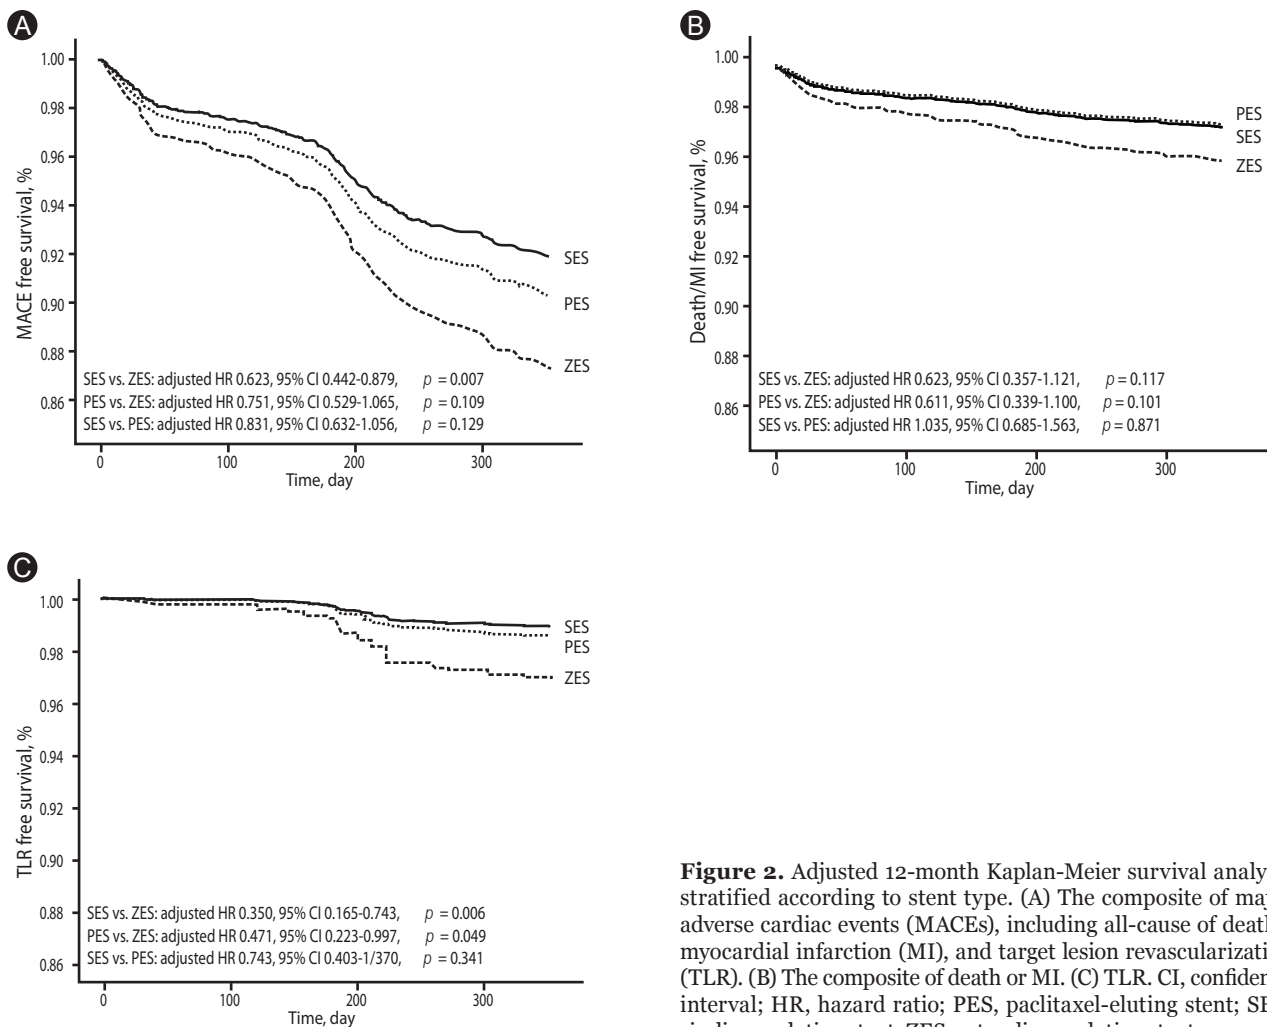 A
1.00
0.98
0.96
0.94
0.92
0.90
0.88
0.86
MACE free survival, %
SES
PES
ZES
SES vs. ZES: adjusted HR 0.623, 95% CI 0.442-0.879, p = 0.007
PES vs. ZES: adjusted HR 0.751, 95% CI 0.529-1.065, p = 0.109
SES vs. PES: adjusted HR 0.831, 95% CI 0.632-1.056, p = 0.129
0 100 200 300
Time, day
B
1.00
0.98
0.96
0.94
0.92
0.90
0.88
0.86
Death/MI free survival, %
PES
SES
ZES
SES vs. ZES: adjusted HR 0.623, 95% CI 0.357-1.121, p = 0.117
PES vs. ZES: adjusted HR 0.611, 95% CI 0.339-1.100, p = 0.101
SES vs. PES: adjusted HR 1.035, 95% CI 0.685-1.563, p = 0.871
0 100 200 300
Time, day
C
1.00
0.98
0.96
0.94
0.92
0.90
0.88
0.86
TLR free survival, %
SES
PES
ZES
SES vs. ZES: adjusted HR 0.350, 95% CI 0.165-0.743, p = 0.006
PES vs. ZES: adjusted HR 0.471, 95% CI 0.223-0.997, p = 0.049
SES vs. PES: adjusted HR 0.743, 95% CI 0.403-1/370, p = 0.341
0 100 200 300
Time, day
Figure 2. Adjusted 12-month Kaplan-Meier survival analy
stratified according to stent type. (A) The composite of maj
adverse cardiac events (MACEs), including all-cause of death
myocardial infarction (MI), and target lesion revascularizati
(TLR). (B) The composite of death or MI. (C) TLR. CI, confiden
interval; HR, hazard ratio; PES, paclitaxel-eluting stent; SE